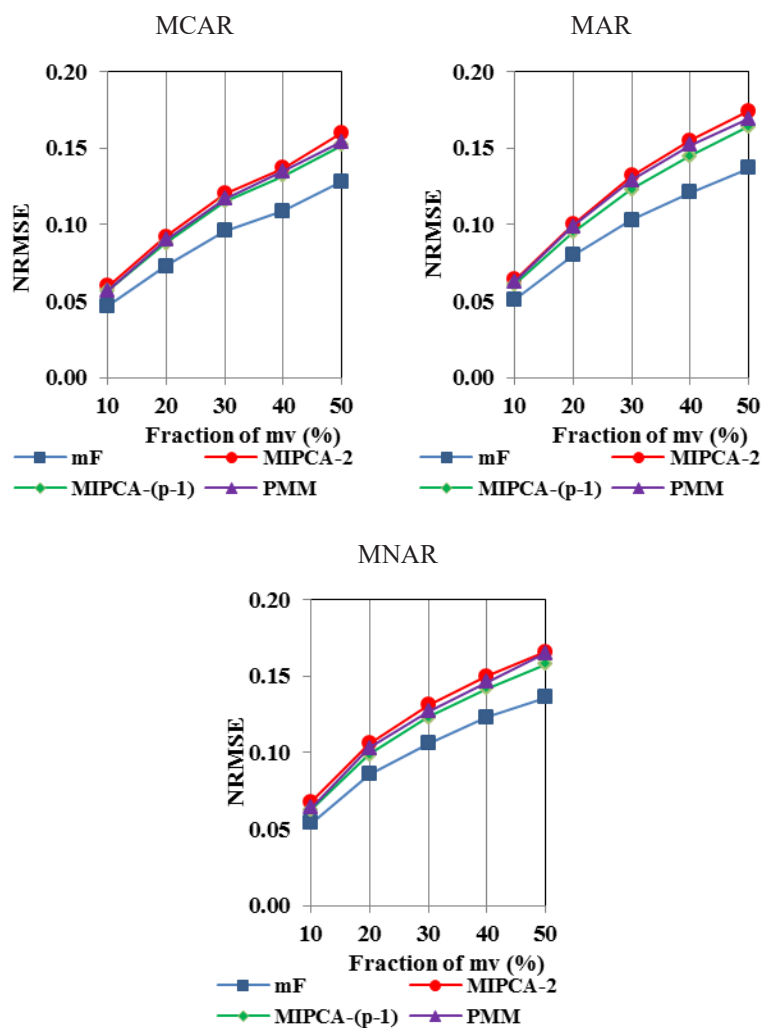 MCAR
0.20
0.15
0.10
0.05
0.00
NRMSE
10 20 30 40 50
Fraction of mv (%)
mF MIPCA-2
MIPCA-(p-1) PMM
MAR
0.20
0.15
0.10
0.05
0.00
NRMSE
10 20 30 40 50
Fraction of mv (%)
mF MIPCA-2
MIPCA-(p-1) PMM
MNAR
0.20
0.15
0.10
0.05
0.00
NRMSE
10 20 30 40 50
Fraction of mv (%)
mF MIPCA-2
MIPCA-(p-1) PMM